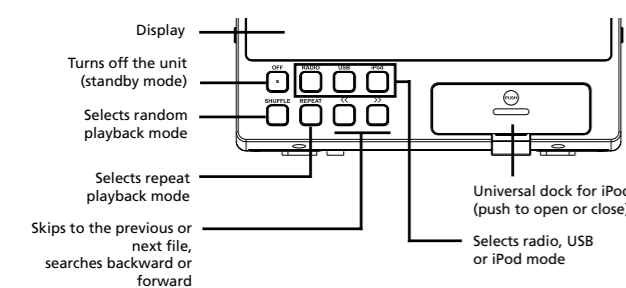 Display
Turns off the unit
(standby mode)
OFF
RADIO
USB
iPod
Selects random
playback mode
SHUFFLE
REPEAT
<<
>>
PUSH
Selects repeat
playback mode
Universal dock for iPod
(push to open or close)
Skips to the previous or
next file,
searches backward or
forward
Selects radio, USB
or iPod mode